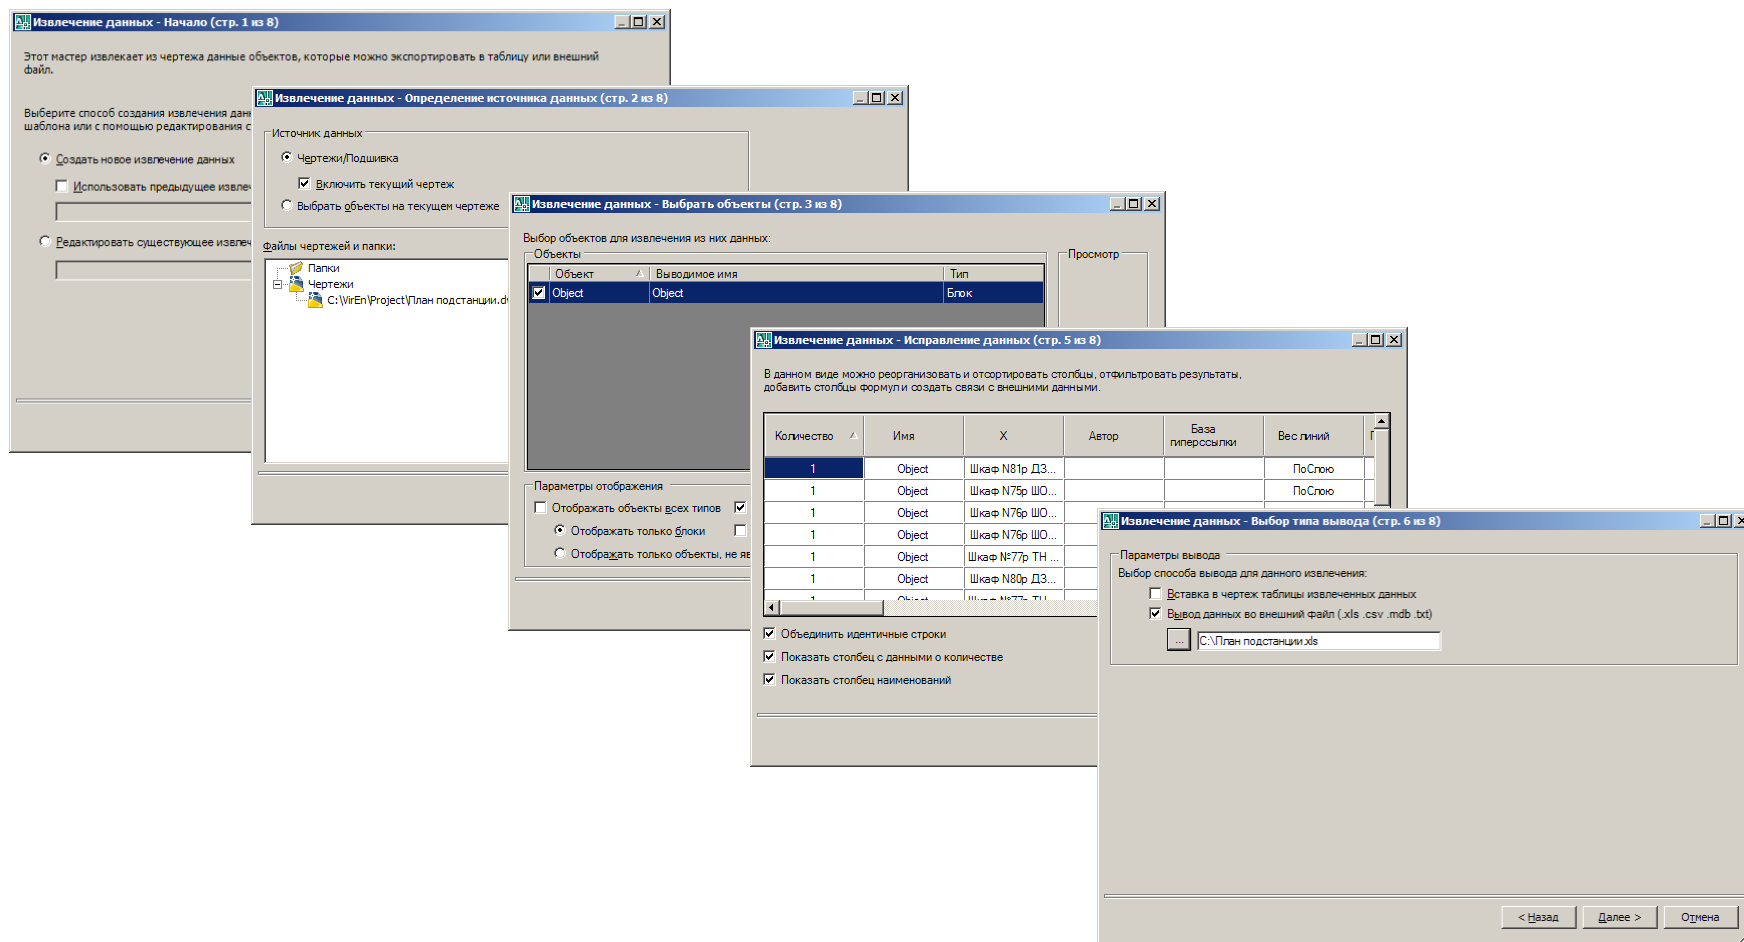 Извлечение данных - Начало (стр. 1 из 8)
Этот мастер извлекает из чертежа данные объектов, которые можно экспортировать в таблицу или внешний
файл.
Выберите способ создания извлечения
шаблона или с помощью редактирования
Создать новое извлечение данных
Использовать предыдущее
Редактировать существующее
Извлечение данных - Определение источника данных (стр. 2 из 8)
Источник данных
Чертежи/Подшивка
Включить текущий чертеж
Выбрать объекты на текущем чертеже
Файлы чертежей и папки:
Папки
Чертежи
C:\VirEn\Project\План подстанции.d
Извлечение данных - Выбрать объекты (стр. 3 из 8)
Выбор объектов для извлечения из них данных:
Объекты
Просмотр
Объект Выводимое имя Тип
Object Object Блок
Параметры отображения
Отображать объекты всех типов
Отображать только блоки
Отображать только объекты, не яв
Извлечение данных - Исправление данных (стр. 5 из 8)
В данном виде можно реорганизовать и отсортировать столбцы, отфильтровать результаты,
добавить столбцы формул и создать связи с внешними данными.
Количество Имя X Автор База гиперссылки Вес линий
1 Object Шкаф N81р ДЗ... ПоСлою
1 Object Шкаф N75р ШО... ПоСлою
1 Object Шкаф N76р ШО...
1 Object Шкаф N76р ШО...
1 Object Шкаф №77р ТН ...
1 Object Шкаф N80р ДЗ...
1 Object Шкаф №77р ТН
Объединить идентичные строки
Показать столбец с данными о количестве
Показать столбец наименований
Извлечение данных - Выбор типа вывода (стр. 6 из 8)
Параметры вывода
Выбор способа вывода для данного извлечения:
Вставка в чертеж таблицы извлеченных данных
Вывод данных во внешний файл (.xls .csv .mdb .txt)
... C:\План подстанции.xls
< Назад Далее > Отмена